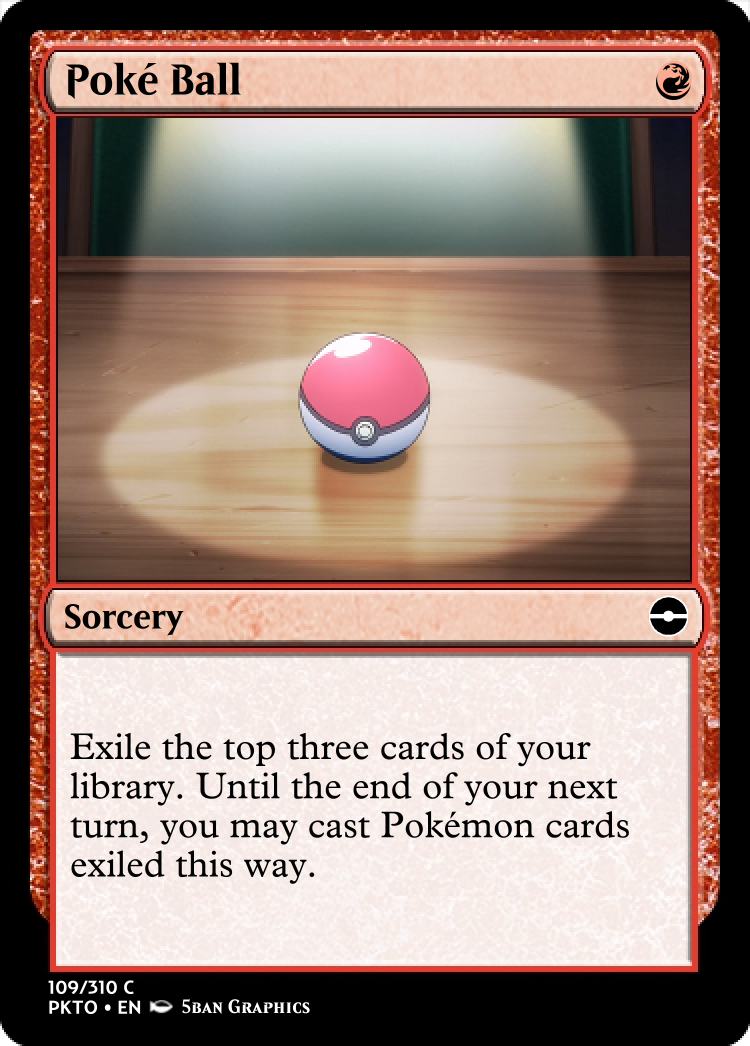 Poké Ball
Sorcery
Exile the top three cards of your
library. Until the end of your next
turn, you may cast Pokémon cards
exiled this way.
109/310 C
PKTO • EN 5BAN GRAPHICS